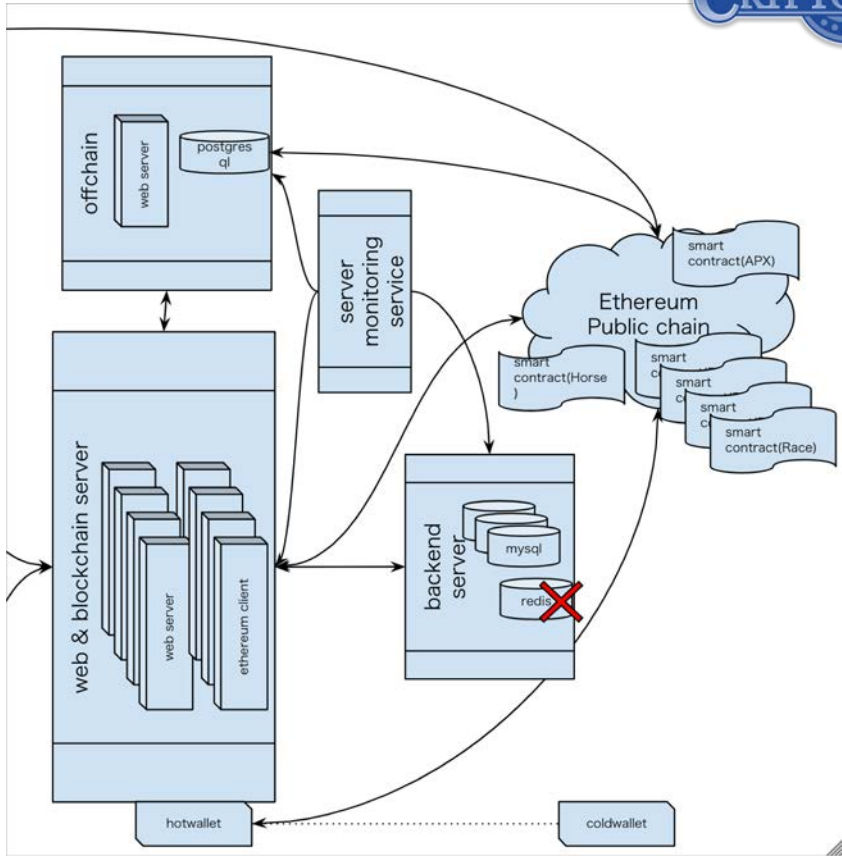 offchain
web server
postgres
ql
server
monitoring
service
smart
contract(APX)
Ethereum
Public chain
smart
contract(Horse
)
smart
smart
smart
smart
contract(Race)
web & blockchain server
web server
ethereum client
backend
server
mysql
redis
hotwallet
coldwallet